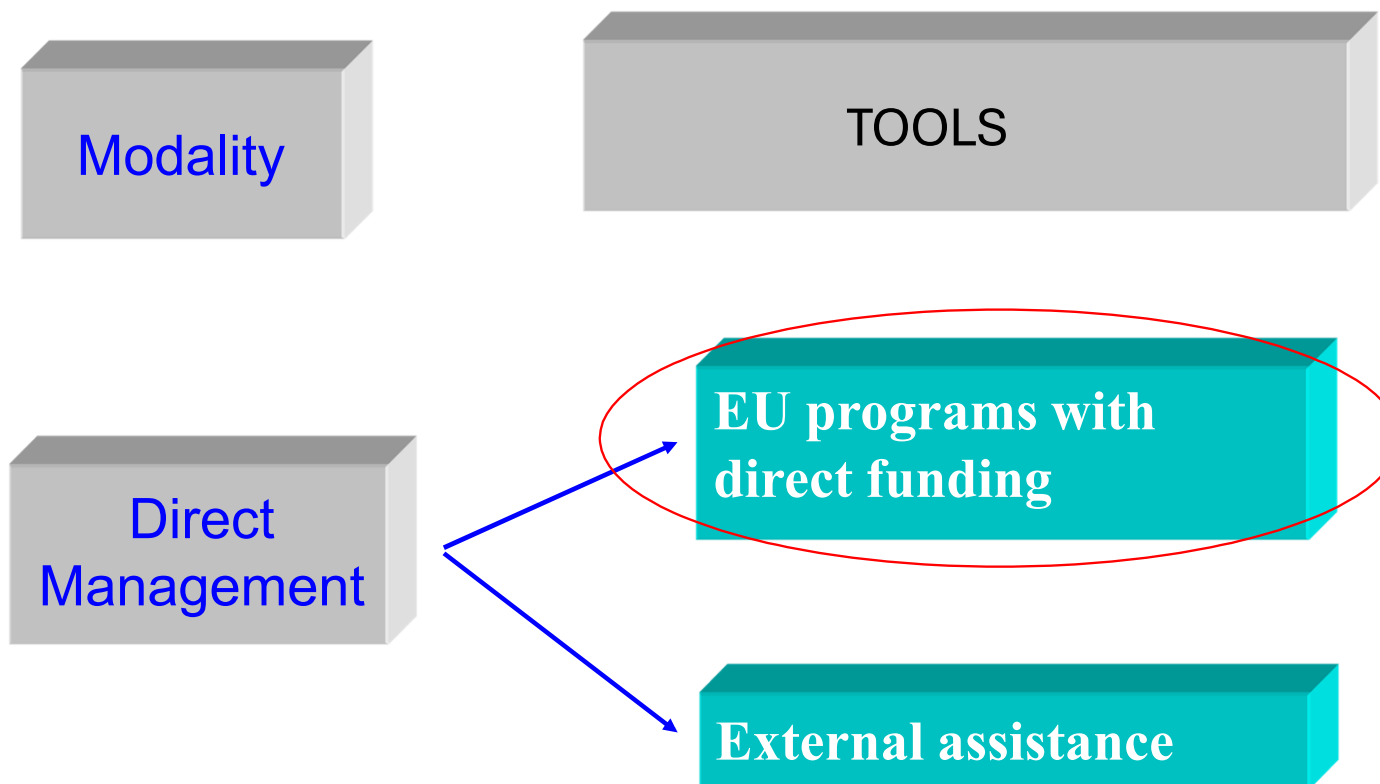 Modality
TOOLS
EU programs with
direct funding
Direct
Management
External assistance